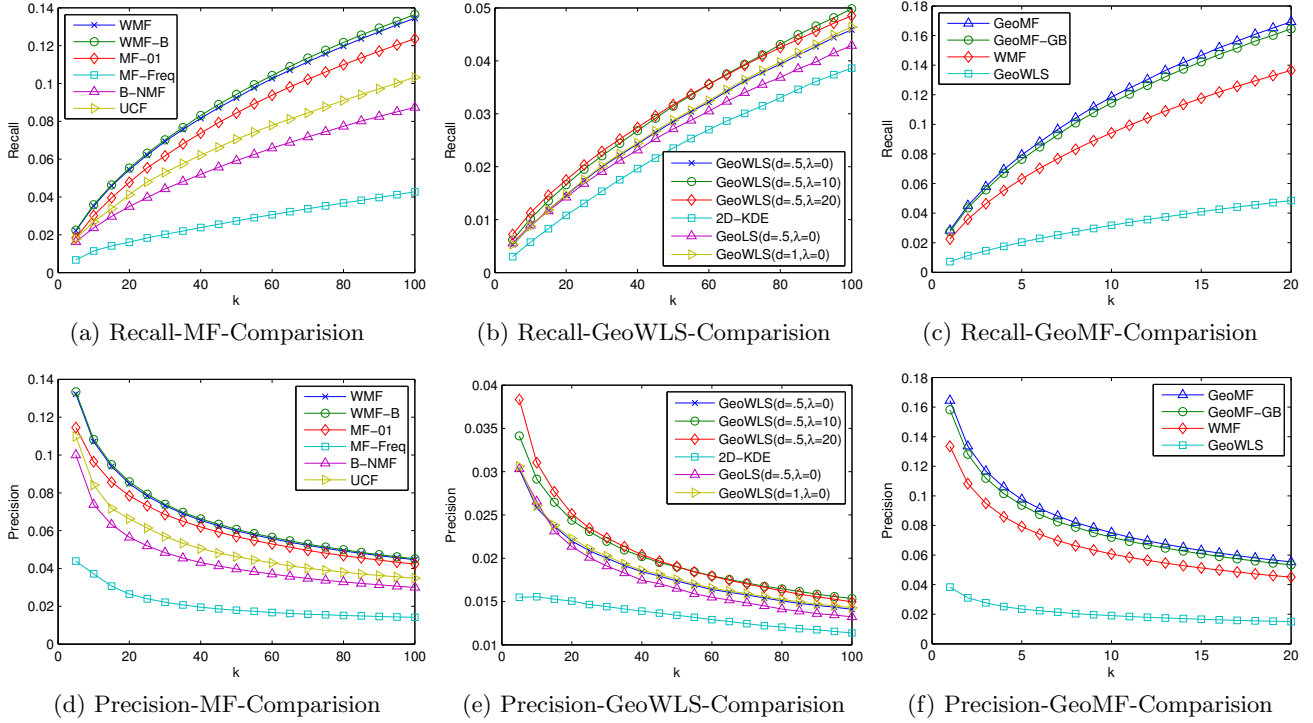 0.14
0.12
0.1
0.08
0.06
0.04
0.02
0
Recall
WMF
WMF-B
MF-01
MF-Freq
B-NMF
UCF
0 20 40 60 80 100
k
(a) Recall-MF-Comparision
0.05
0.04
0.03
0.02
0.01
0
Recall
GeoWLS(d=.5,λ=0)
GeoWLS(d=.5,λ=10)
GeoWLS(d=.5,λ=20)
2D-KDE
GeoLS(d=.5,λ=0)
GeoWLS(d=1,λ=0)
0 20 40 60 80 100
k
(b) Recall-GeoWLS-Comparision
0.18
0.16
0.14
0.12
0.1
0.08
0.06
0.04
0.02
0
Recall
GeoMF
GeoMF-GB
WMF
GeoWLS
0 5 10 15 20
k
(c) Recall-GeoMF-Comparision
0.14
0.12
0.1
0.08
0.06
0.04
0.02
0
Precision
WMF
WMF-B
MF-01
MF-Freq
B-NMF
UCF
0 20 40 60 80 100
k
(d) Precision-MF-Comparision
0.04
0.035
0.03
0.025
0.02
0.015
0.01
Precision
GeoWLS(d=.5,λ=0)
GeoWLS(d=.5,λ=10)
GeoWLS(d=.5,λ=20)
2D-KDE
GeoLS(d=.5,λ=0)
GeoWLS(d=1,λ=0)
0 20 40 60 80 100
k
(e) Precision-GeoWLS-Comparision
0.18
0.16
0.14
0.12
0.1
0.08
0.06
0.04
0.02
0
Precision
GeoMF
GeoMF-GB
WMF
GeoWLS
0 5 10 15 20
k
(f) Precision-GeoMF-Comparision